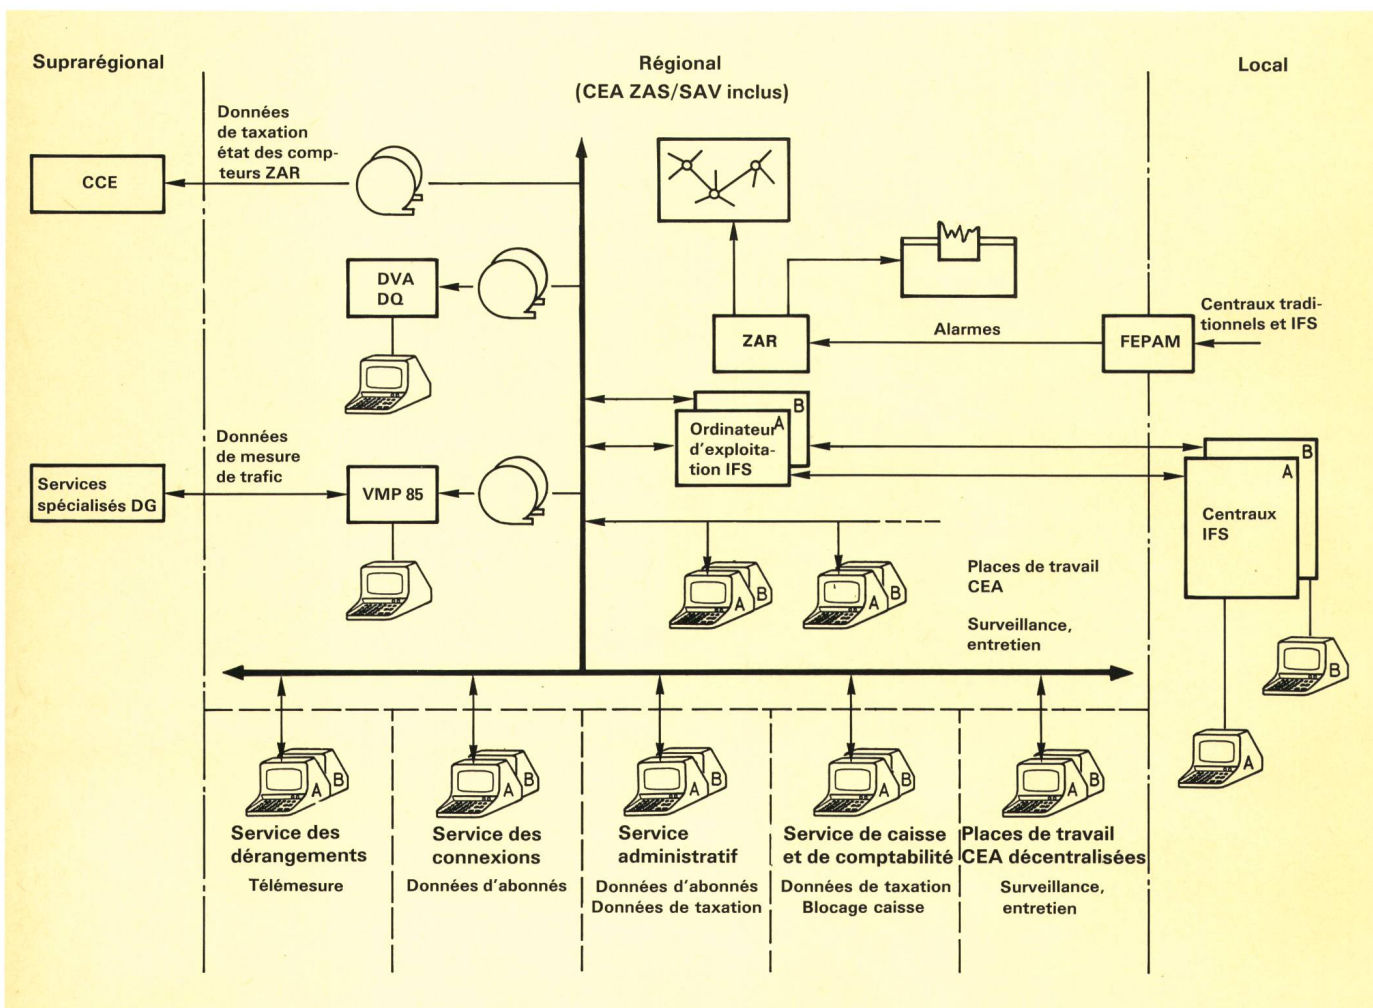 Suprarégional
Régional
(CEA ZAS/SAV inclus)
Local
Données
de taxation
état des comp-
teurs ZAR
CCE
DVA
DQ
ZAR
Alarmes
FEPAM
Centraux tradi-
tionnels et IFS
B
A
Ordinateur
d'exploita-
tion IFS
Données
de mesure
de trafic
Services
spécialisés DG
VMP 85
B
A
Centraux
IFS
A
B
A
B
Places de travail
CEA
Surveillance,
entretien
B
A
A
B
A
B
A
B
A
B
A
B
Service des
dérangements
Télémesure
Service des
connexions
Données d'abonnés
Service
administratif
Données d'abonnés
Données de taxation
Service de caisse
et de comptabilité
Données de taxation
Blocage caisse
Places de travail
CEA décentralisées
Surveillance,
entretien